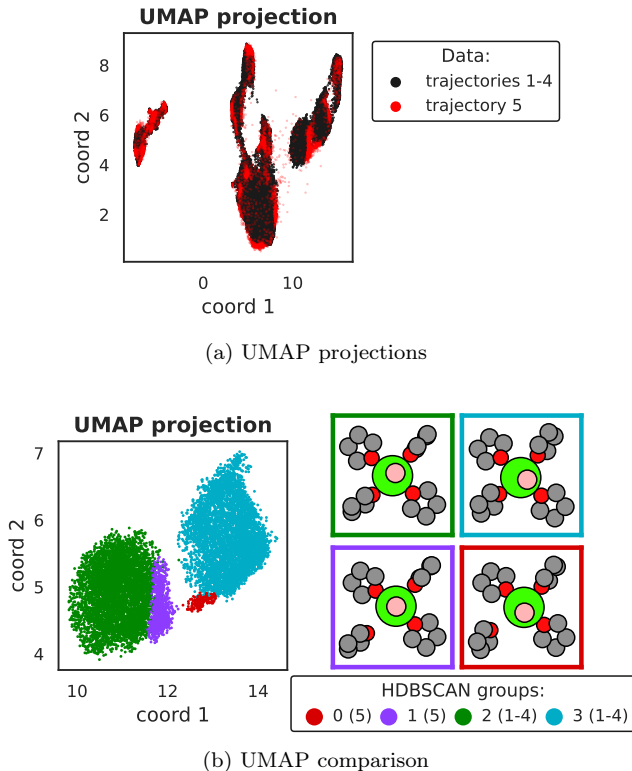 UMAP projection
8
6
4
2
coord 2
0 10
coord 1
Data:
trajectories 1-4
trajectory 5
(a) UMAP projections
UMAP projection
7
6
5
4
coord 2
10 12 14
coord 1
HDBSCAN groups:
0 (5) 1 (5) 2 (1-4) 3 (1-4)
(b) UMAP comparison